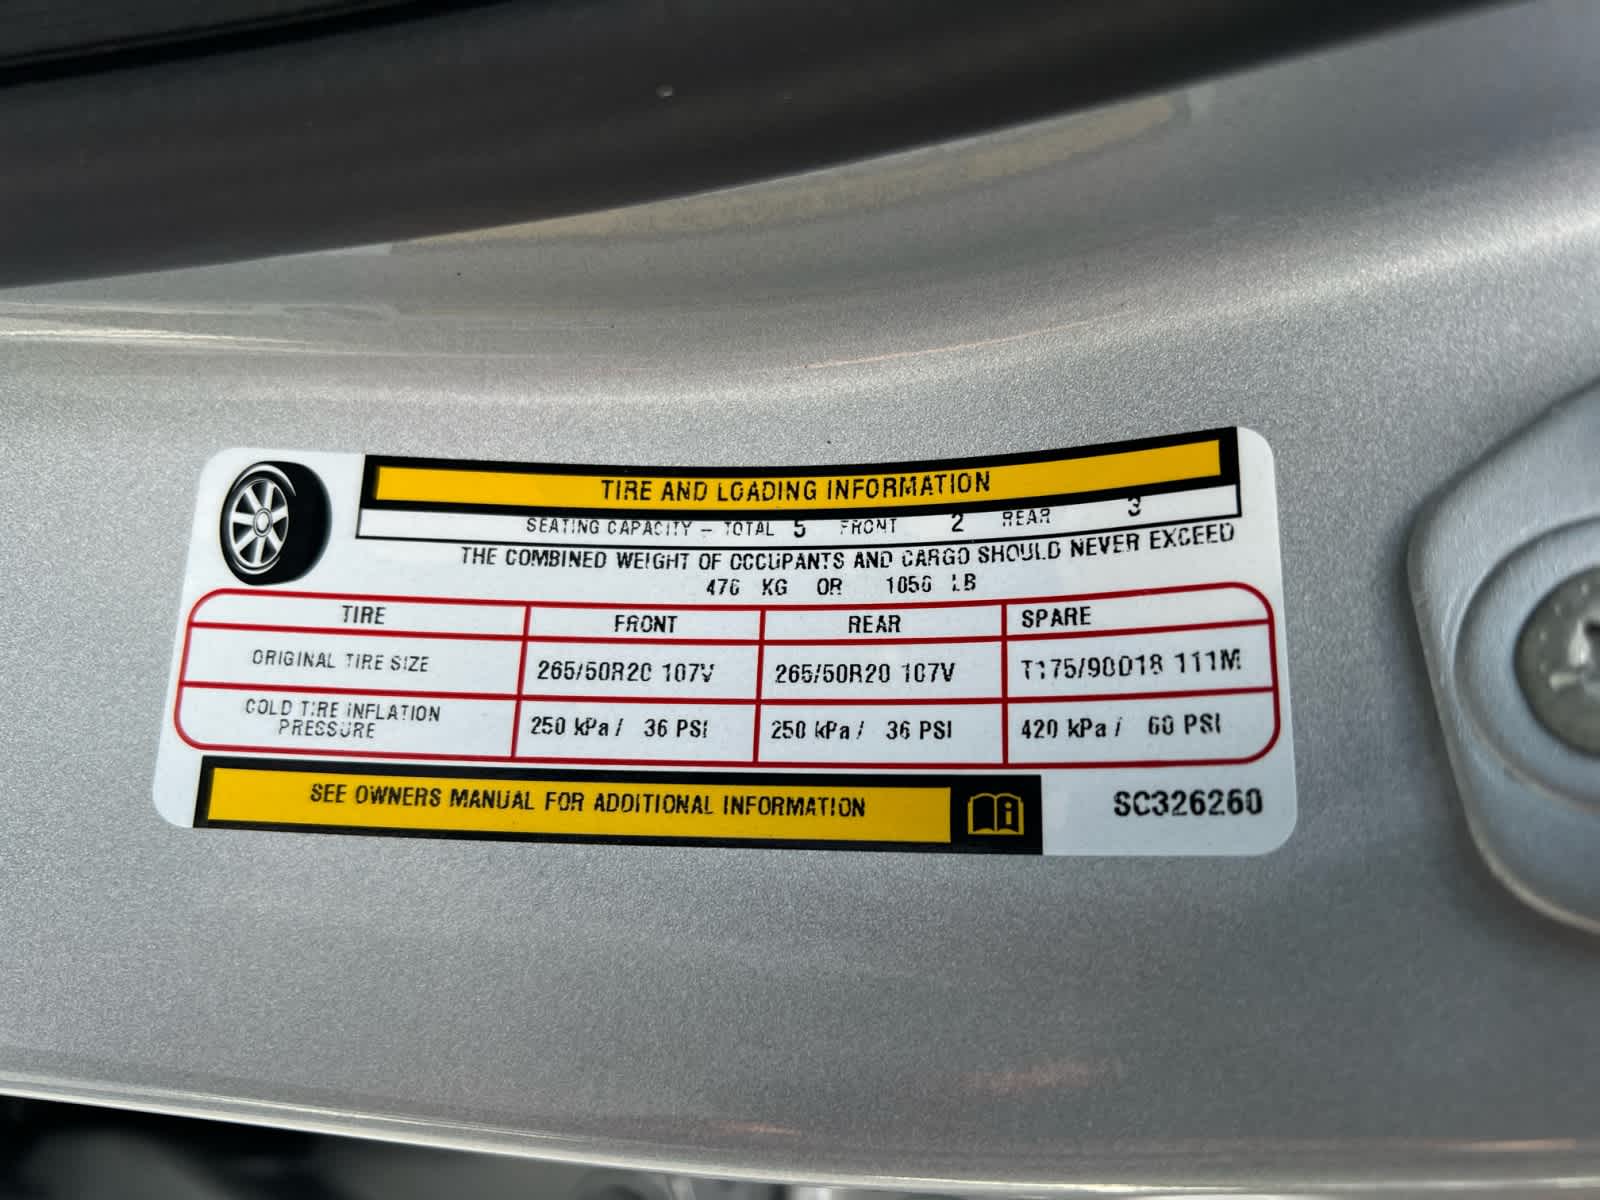 TIRE AND LOADING INFORMATION
SEATING CAPACITY – TOTAL 5 FRONT 2 REAR 3
THE COMBINED WEIGHT OF OCCUPANTS AND CARGO SHOULD NEVER EXCEED
476 KG OR 1050 LB
TIRE FRONT REAR SPARE
ORIGINAL TIRE SIZE 265/50R20 107V 265/50R20 107V T175/90D18 111M
COLD TIRE INFLATION
PRESSURE 250 kPa / 36 PSI 250 kPa / 36 PSI 420 kPa / 60 PSI
SEE OWNERS MANUAL FOR ADDITIONAL INFORMATION
SC326260